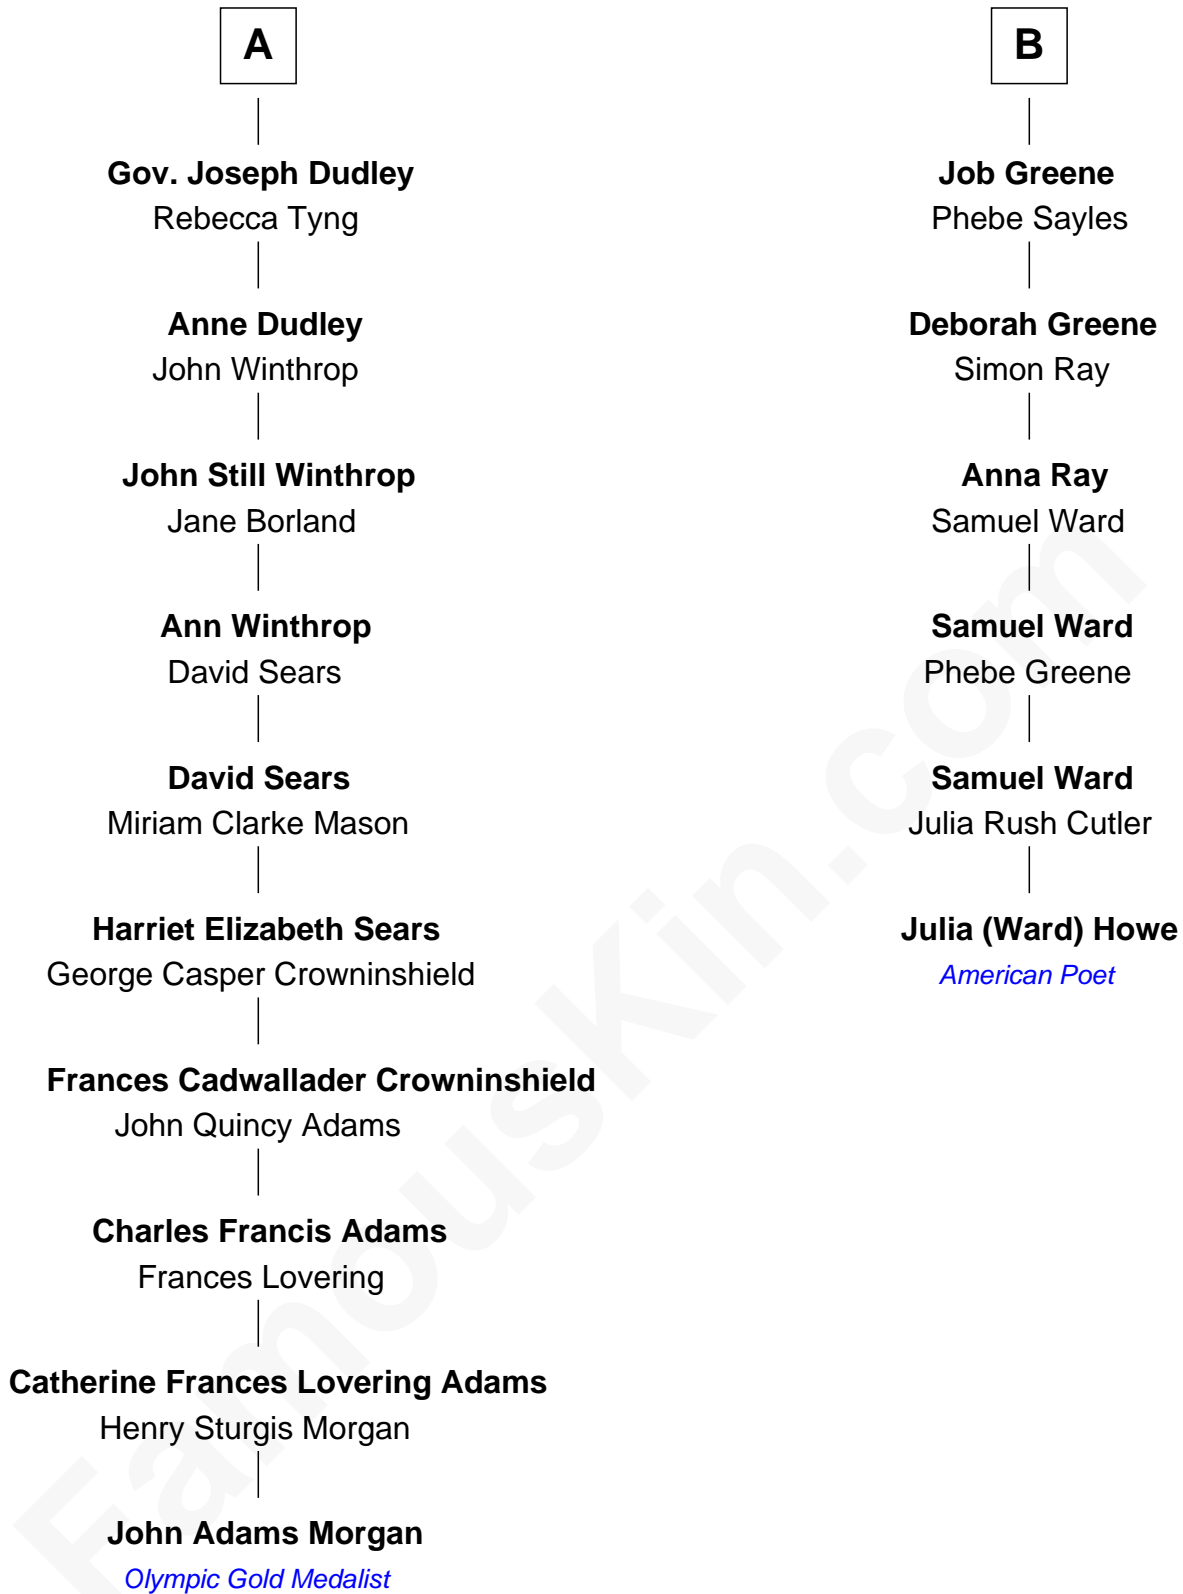 A
Gov. Joseph Dudley
Rebecca Tyng
Anne Dudley
John Winthrop
John Still Winthrop
Jane Borland
Ann Winthrop
David Sears
David Sears
Miriam Clarke Mason
Harriet Elizabeth Sears
George Casper Crowninshield
Frances Cadwallader Crowninshield
John Quincy Adams
Charles Francis Adams
Frances Lovering
Catherine Frances Lovering Adams
Henry Sturgis Morgan
John Adams Morgan
Olympic Gold Medalist
B
Job Greene
Phebe Sayles
Deborah Greene
Simon Ray
Anna Ray
Samuel Ward
Samuel Ward
Phebe Greene
Samuel Ward
Julia Rush Cutler
Julia (Ward) Howe
American Poet
FamousKin.com